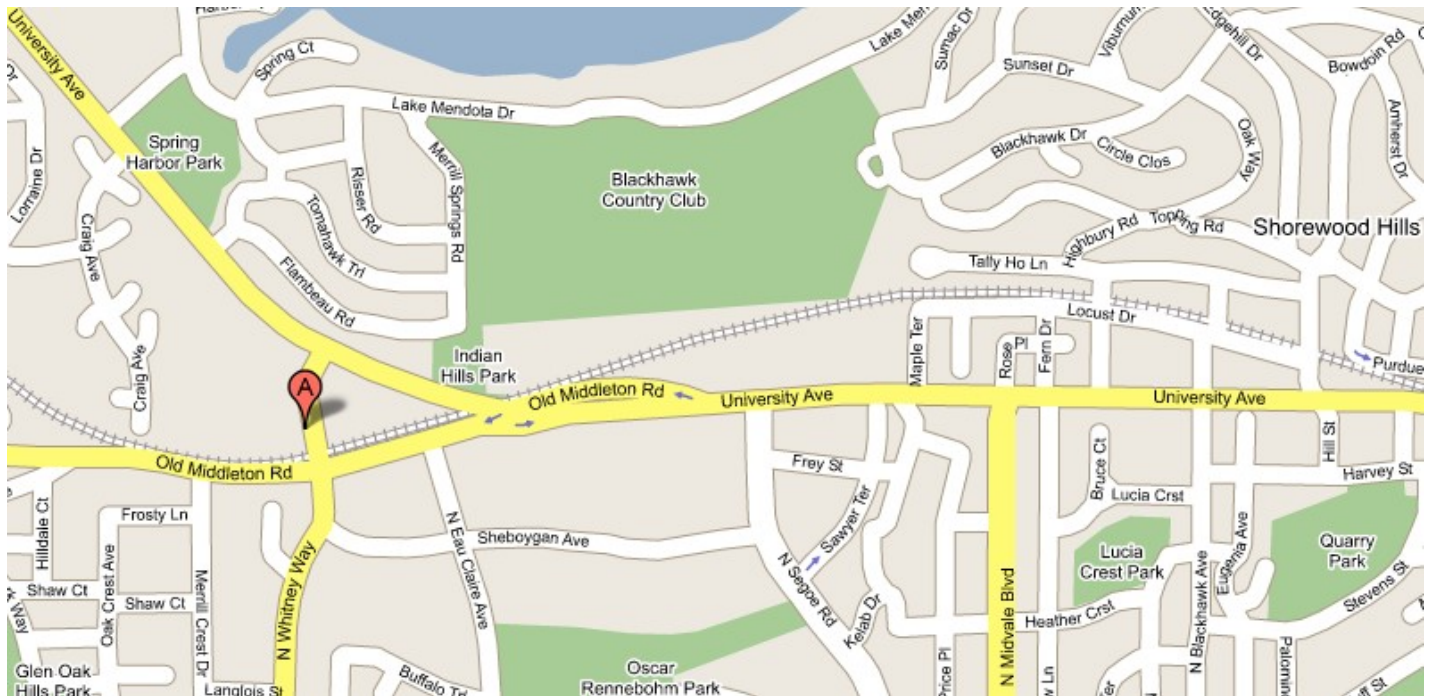 University Ave
Spring Ct
Lake Mendota Dr
Sumac Dr
Sunset Dr
Edgehill Dr
Bowdoin Rd
Amherst Dr
Spring
Harbor Park
Lorraine Dr
Merrill Springs Rd
Risser Rd
Tomahawk Trl
Flambeau Rd
Blackhawk
Country Club
Blackhawk Dr
Circle Clos
Oak Way
Highbury Rd
Topping Rd
Shorewood Hills
Tally Ho Ln
Craig Ave
Craig Ave
Locust Dr
Maple Ter
Rose Pl
Fern Dr
Purdue
Indian
Hills Park
A
Old Middleton Rd
University Ave
University Ave
Old Middleton Rd
Hill St
Harvey St
Frey St
Bruce Ct
Lucia Crst
Hilldale Ct
Frosty Ln
Sawyer Ter
Sheboygan Ave
N Eau Claire Ave
Eugenia Ave
Quarry
Park
Lucia
Crest Park
Shaw Ct
Shaw Ct
Oak Crest Ave
Merrill Crest Dr
N Whitney Way
N Segoe Rd
Kelab Dr
N Midvale Blvd
Heather Crst
N Blackhawk Ave
Stevens St
Glen Oak
Hills Park
Langlois St
Buffalo Trl
Oscar
Rennebohm Park
Price Pl